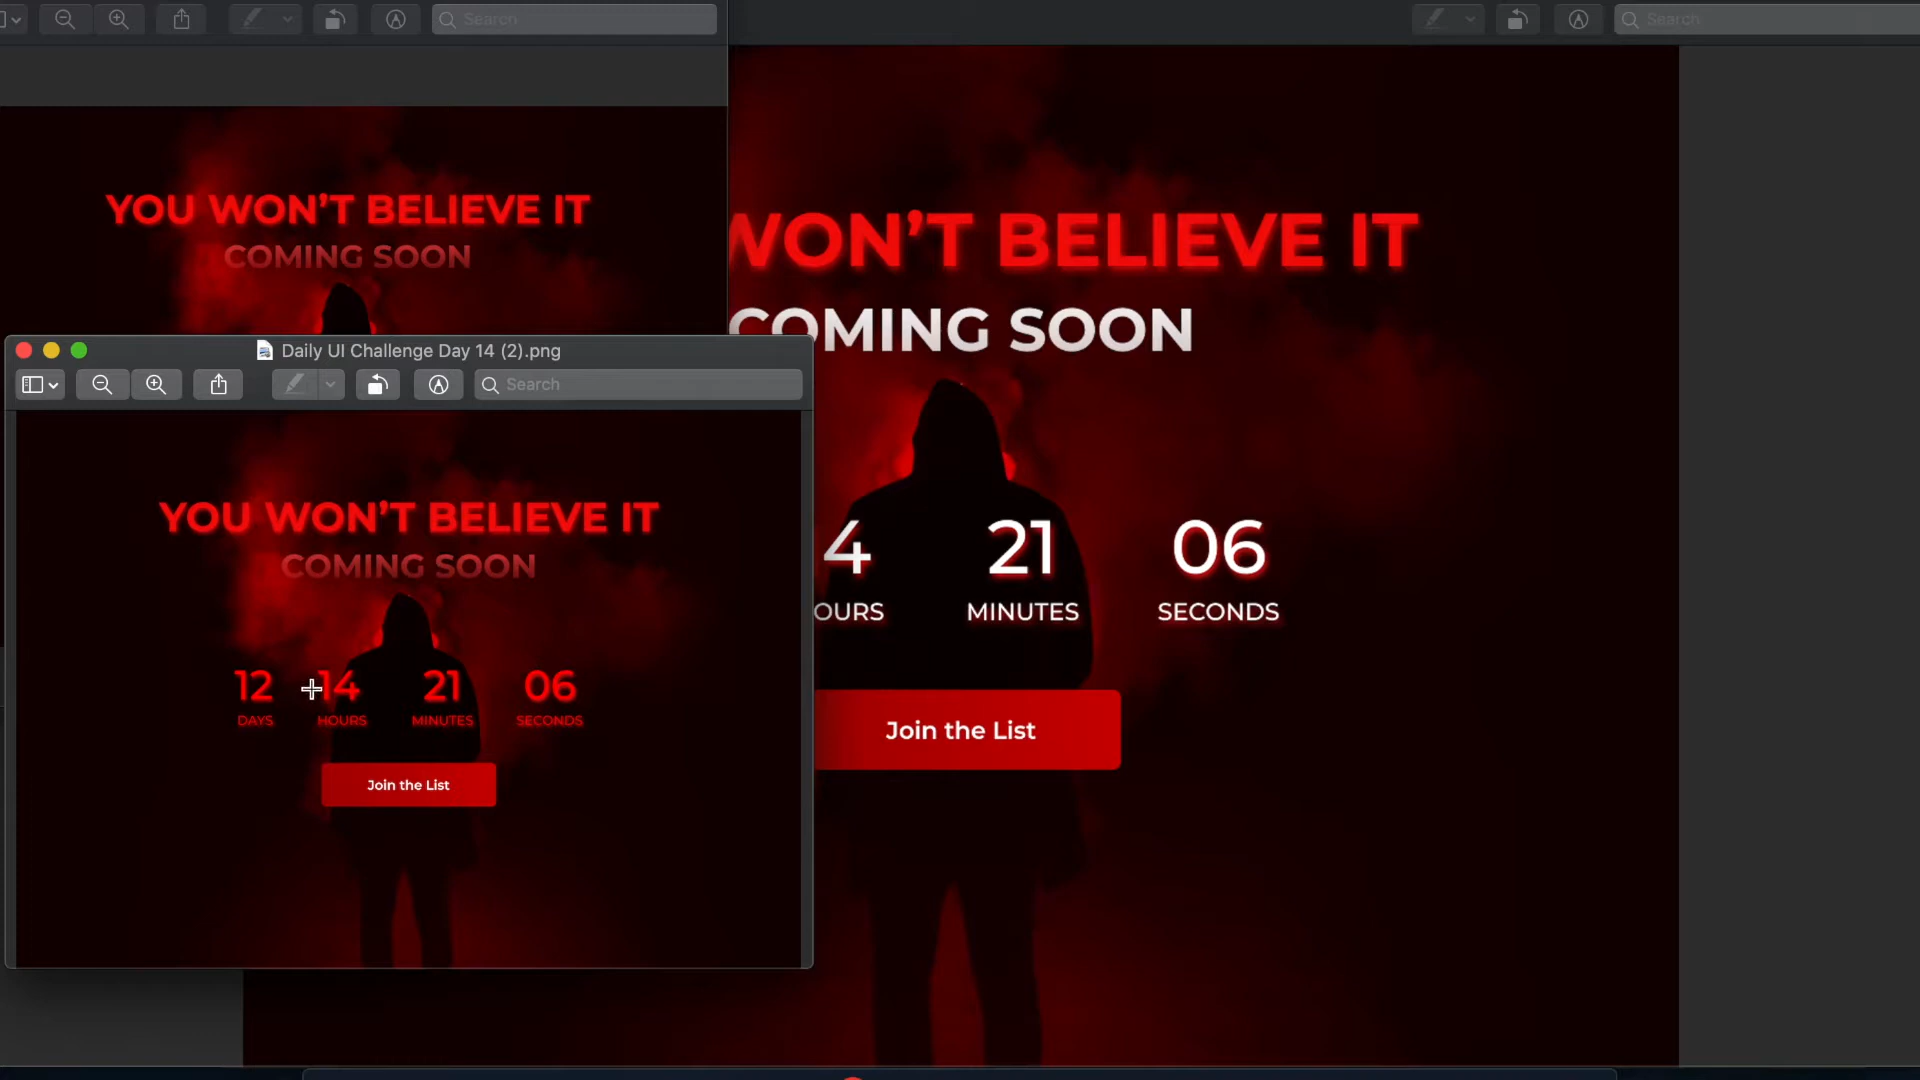 Search
Search
YOU WON'T BELIEVE IT
COMING SOON
WON'T BELIEVE IT
COMING SOON
Daily UI Challenge Day 14 (2).png
Search
YOU WON'T BELIEVE IT
COMING SOON
12 14 21 06
DAYS HOURS MINUTES SECONDS
Join the List
4 21 06
OURS MINUTES SECONDS
Join the List